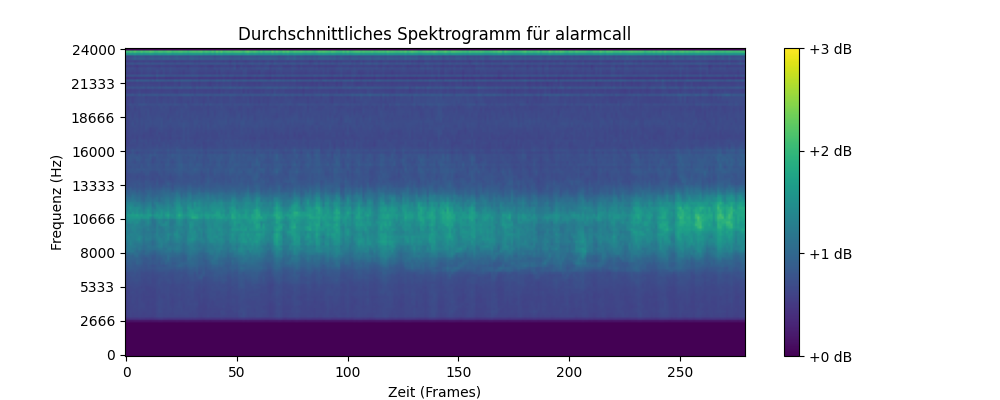 Durchschnittliches Spektrogramm für alarmcall
24000
21333
18666
16000
13333
10666
8000
5333
2666
0
Frequenz (Hz)
0 50 100 150 200 250
Zeit (Frames)
+3 dB
+2 dB
+1 dB
+0 dB